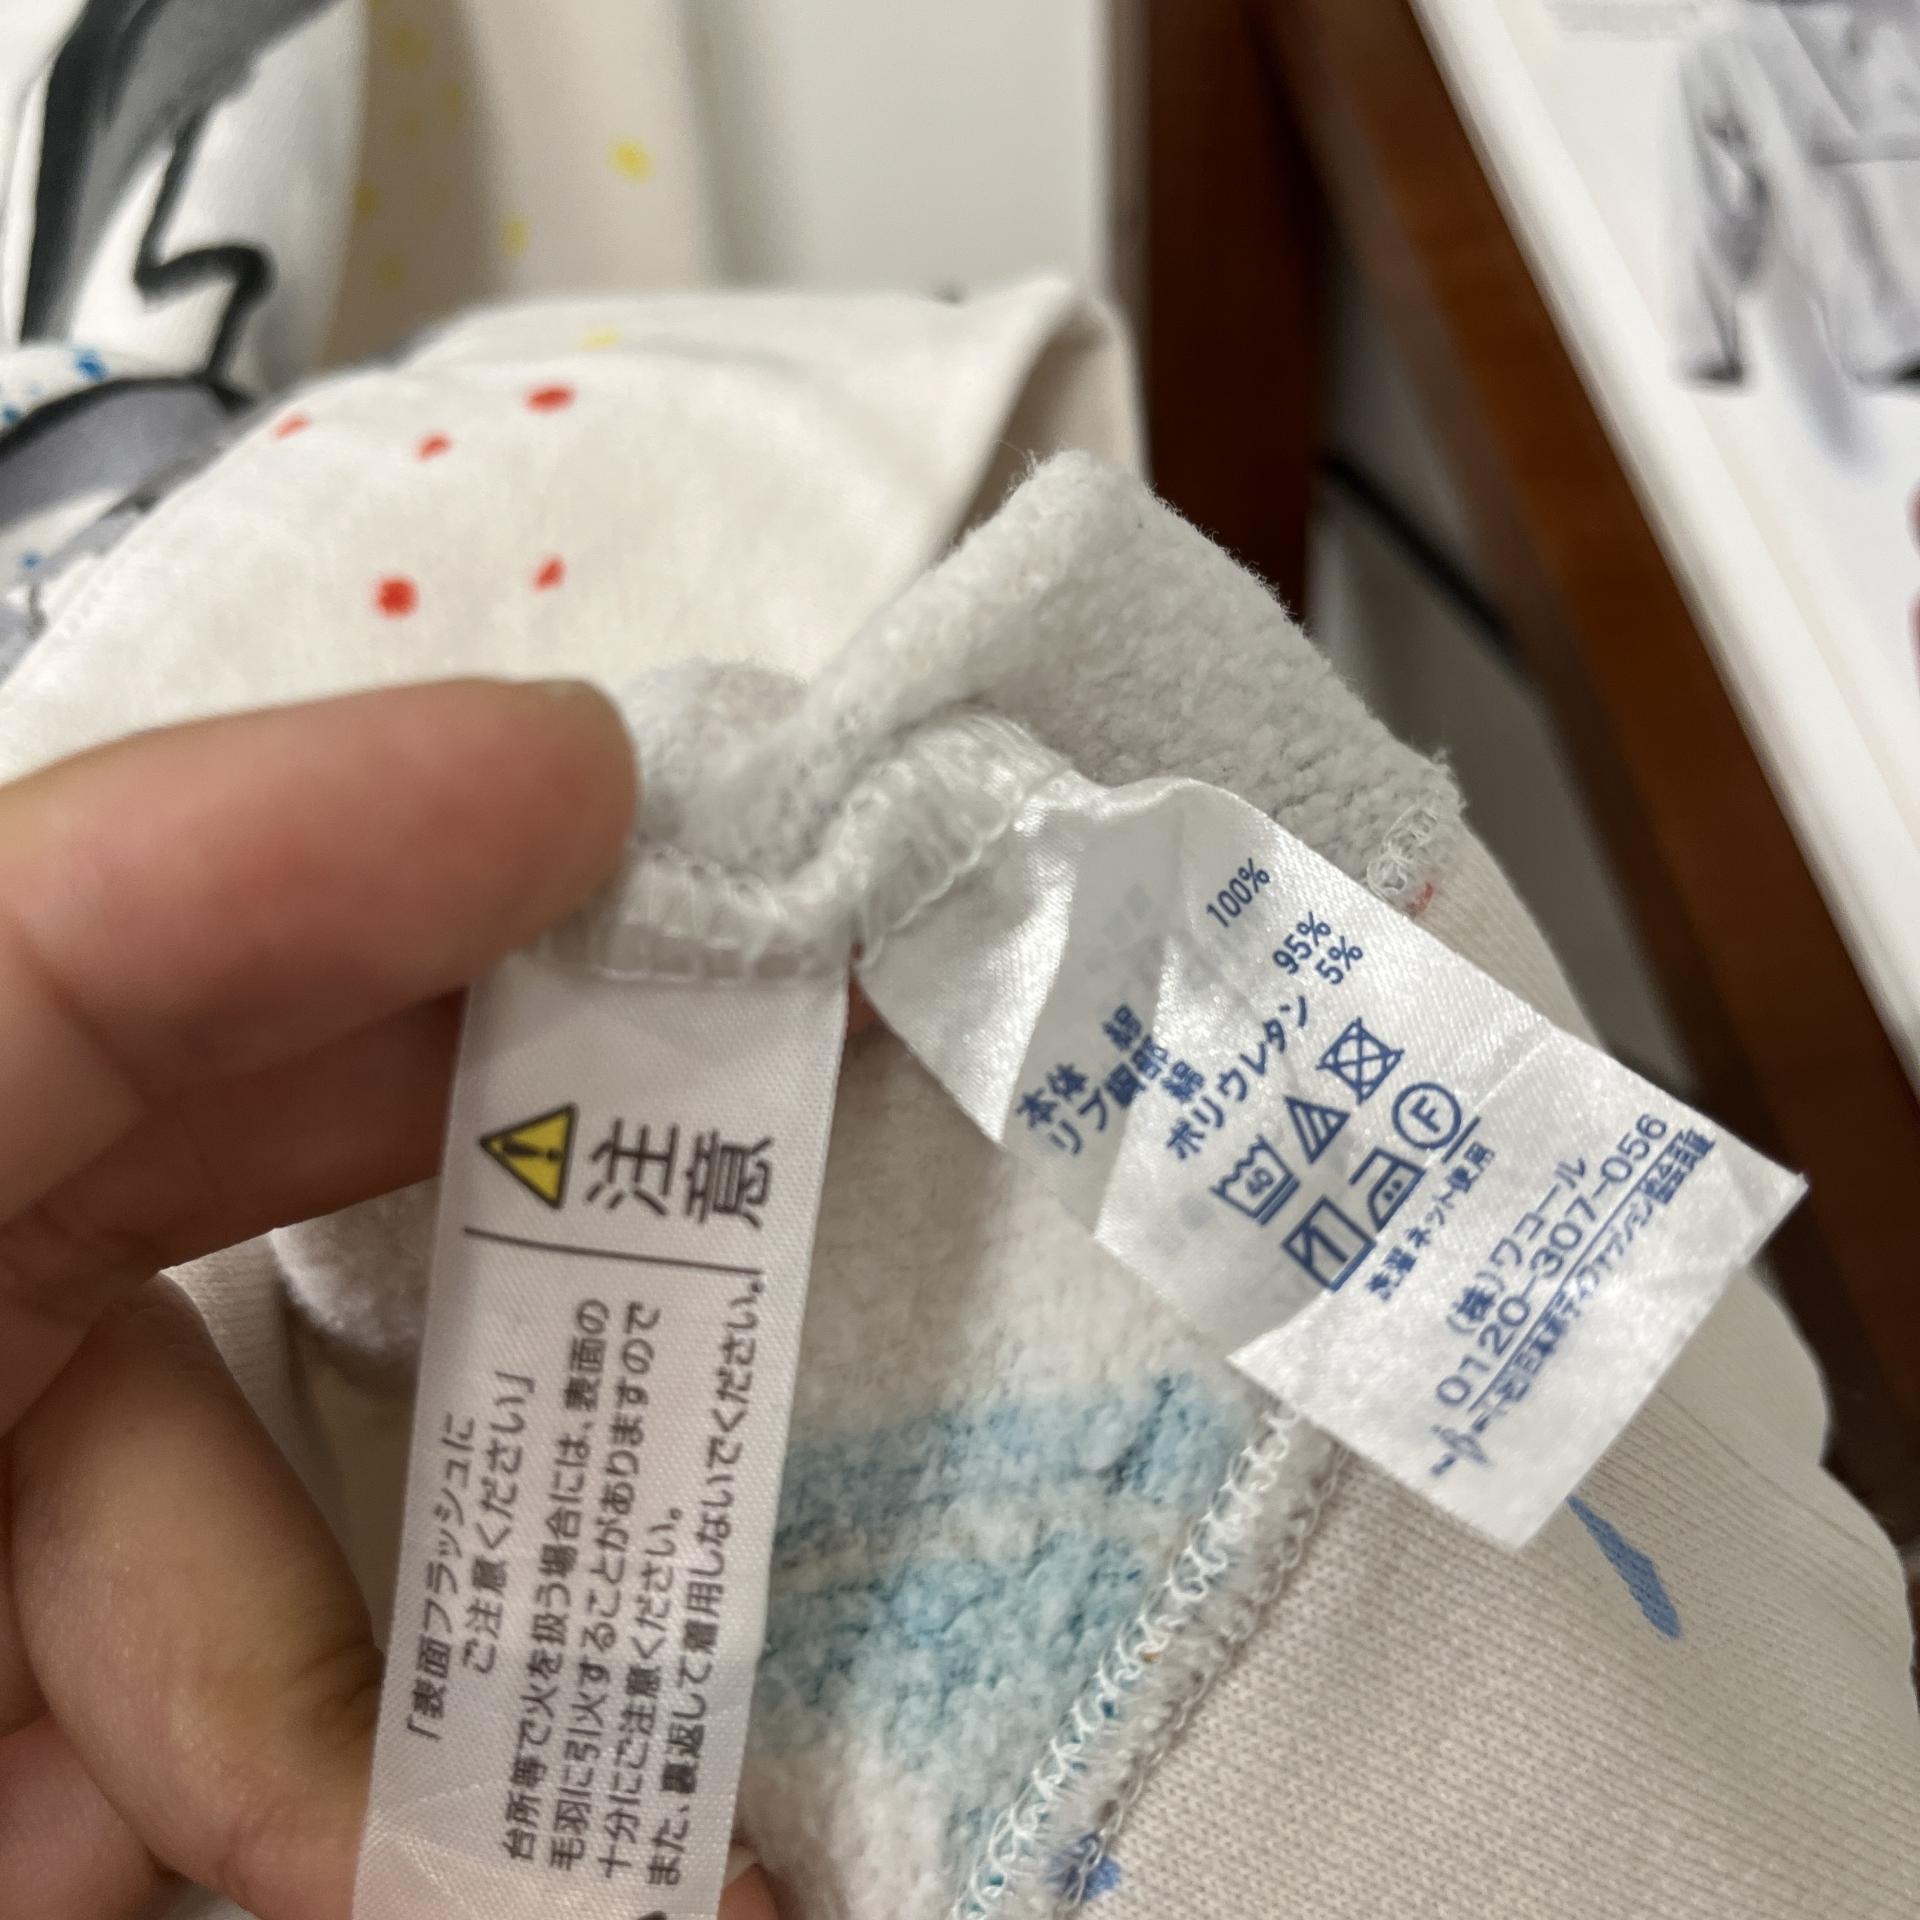 注意
「表面フラッシュに
ご注意ください」
台所等で火を扱う場合には、表面の
毛羽に引火することがありますので
十分にご注意ください。
また、裏返して着用しないでください。
本体 綿 100%
リブ編部
綿 95%
ポリウレタン 5%
40
F
洗濯ネット使用
(株)ワコール
0120-307-056